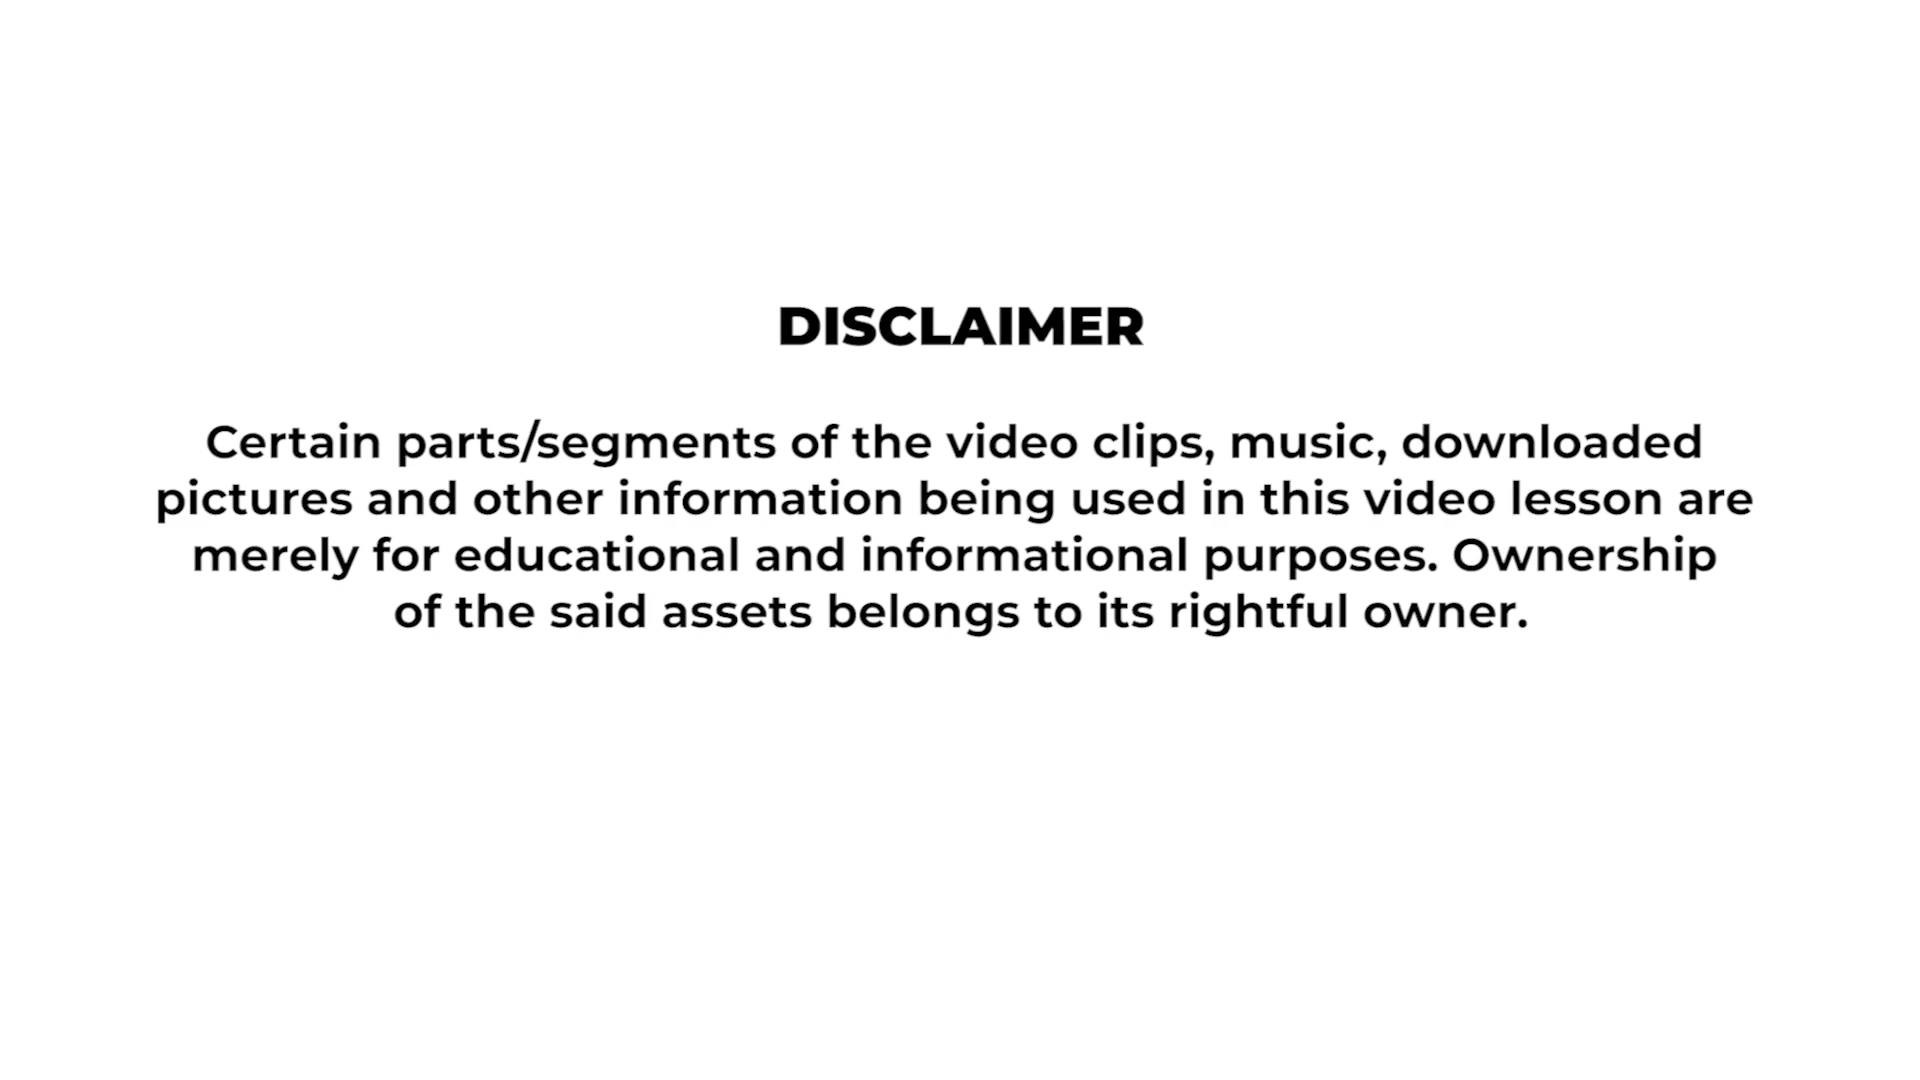 DISCLAIMER
Certain parts/segments of the video clips, music, downloaded
pictures and other information being used in this video lesson are
merely for educational and informational purposes. Ownership
of the said assets belongs to its rightful owner.